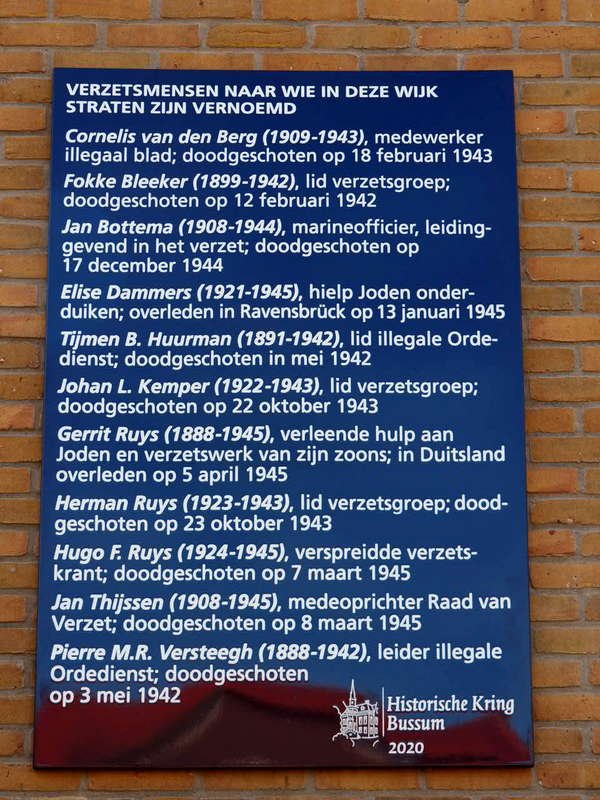 VERZETSMENSEN NAAR WIE IN DEZE WIJK
STRATEN ZIJN VERNOEMD
Cornelis van den Berg (1909-1943), medewerker
illegaal blad; doodgeschoten op 18 februari 1943
Fokke Bleeker (1899-1942), lid verzetsgroep;
doodgeschoten op 12 februari 1942
Jan Bottema (1908-1944), marineofficier, leiding-
gevend in het verzet; doodgeschoten op
17 december 1944
Elise Dammers (1921-1945), hielp Joden onder-
duiken; overleden in Ravensbrück op 13 januari 1945
Tijmen B. Huurman (1891-1942), lid illegale Orde-
dienst; doodgeschoten in mei 1942
Johan L. Kemper (1922-1943), lid verzetsgroep;
doodgeschoten op 22 oktober 1943
Gerrit Ruys (1888-1945), verleende hulp aan
Joden en verzetswerk van zijn zoons; in Duitsland
overleden op 5 april 1945
Herman Ruys (1923-1943), lid verzetsgroep; dood-
geschoten op 23 oktober 1943
Hugo F. Ruys (1924-1945), verspreidde verzets-
krant; doodgeschoten op 7 maart 1945
Jan Thijssen (1908-1945), medeoprichter Raad van
Verzet; doodgeschoten op 8 maart 1945
Pierre M.R. Versteegh (1888-1942), leider illegale
Ordedienst; doodgeschoten
op 3 mei 1942
Historische Kring
Bussum
2020